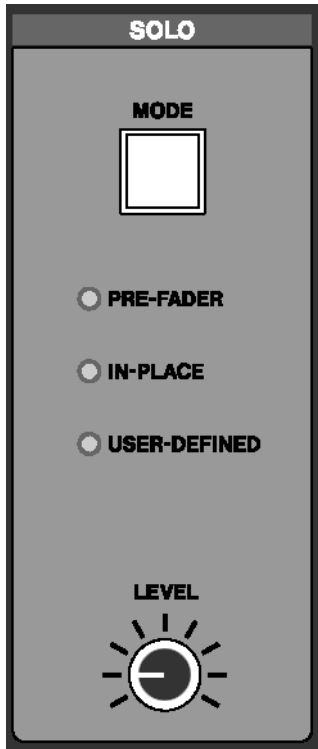 SOLO
MODE
PRE-FADER
IN-PLACE
USER-DEFINED
LEVEL